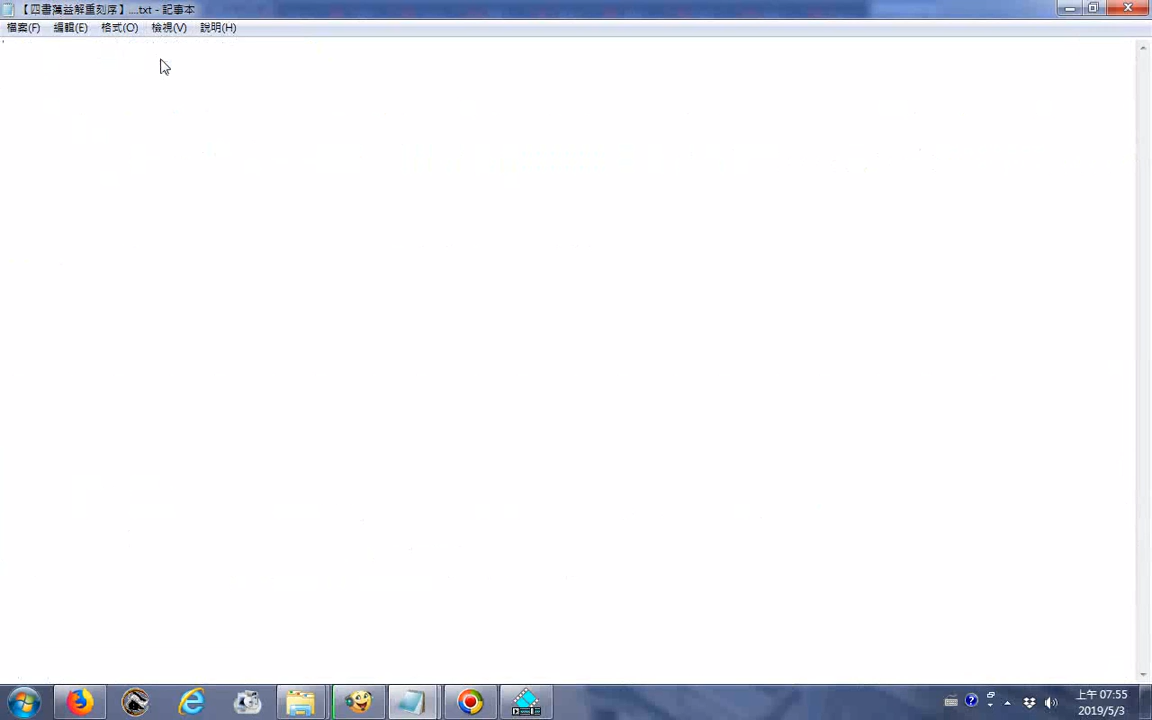 【四書蕅益解重刻序】....txt - 記事本
檔案(F) 編輯(E) 格式(O) 檢視(V) 說明(H)
上午 07:55
2019/5/3